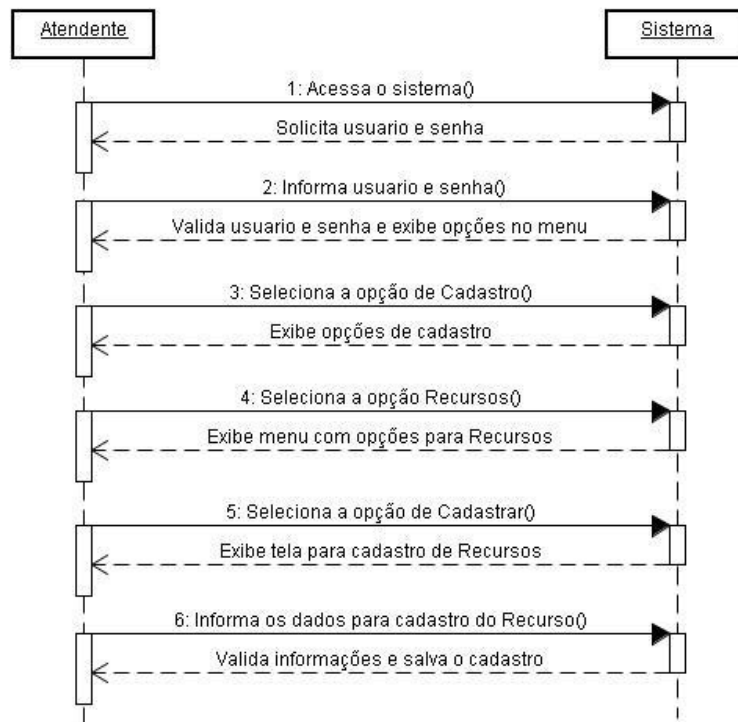 Atendente
Sistema
1: Acessa o sistema()
Solicita usuario e senha
2: Informa usuario e senha()
Valida usuario e senha e exibe opções no menu
3: Seleciona a opção de Cadastro()
Exibe opções de cadastro
4: Seleciona a opção Recursos()
Exibe menu com opções para Recursos
5: Seleciona a opção de Cadastrar()
Exibe tela para cadastro de Recursos
6: Informa os dados para cadastro do Recurso()
Valida informações e salva o cadastro